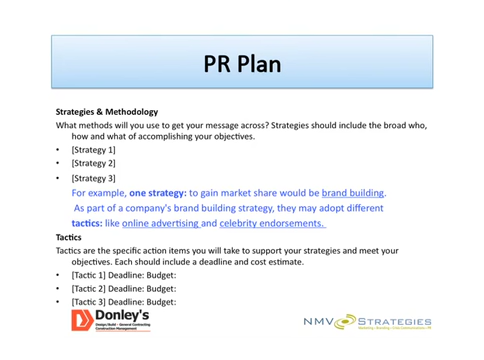 PR Plan
Strategies & Methodology
What methods will you use to get your message across? Strategies should include the broad who,
how and what of accomplishing your objectives.
• [Strategy 1]
• [Strategy 2]
• [Strategy 3]
For example, one strategy: to gain market share would be brand building.
As part of a company's brand building strategy, they may adopt different
tactics: like online advertising and celebrity endorsements.
Tactics
Tactics are the specific action items you will take to support your strategies and meet your
objectives. Each should include a deadline and cost estimate.
• [Tactic 1] Deadline: Budget:
• [Tactic 2] Deadline: Budget:
• [Tactic 3] Deadline: Budget:
Donley's
Design/Build - General Contracting
Construction Management
NMV STRATEGIES